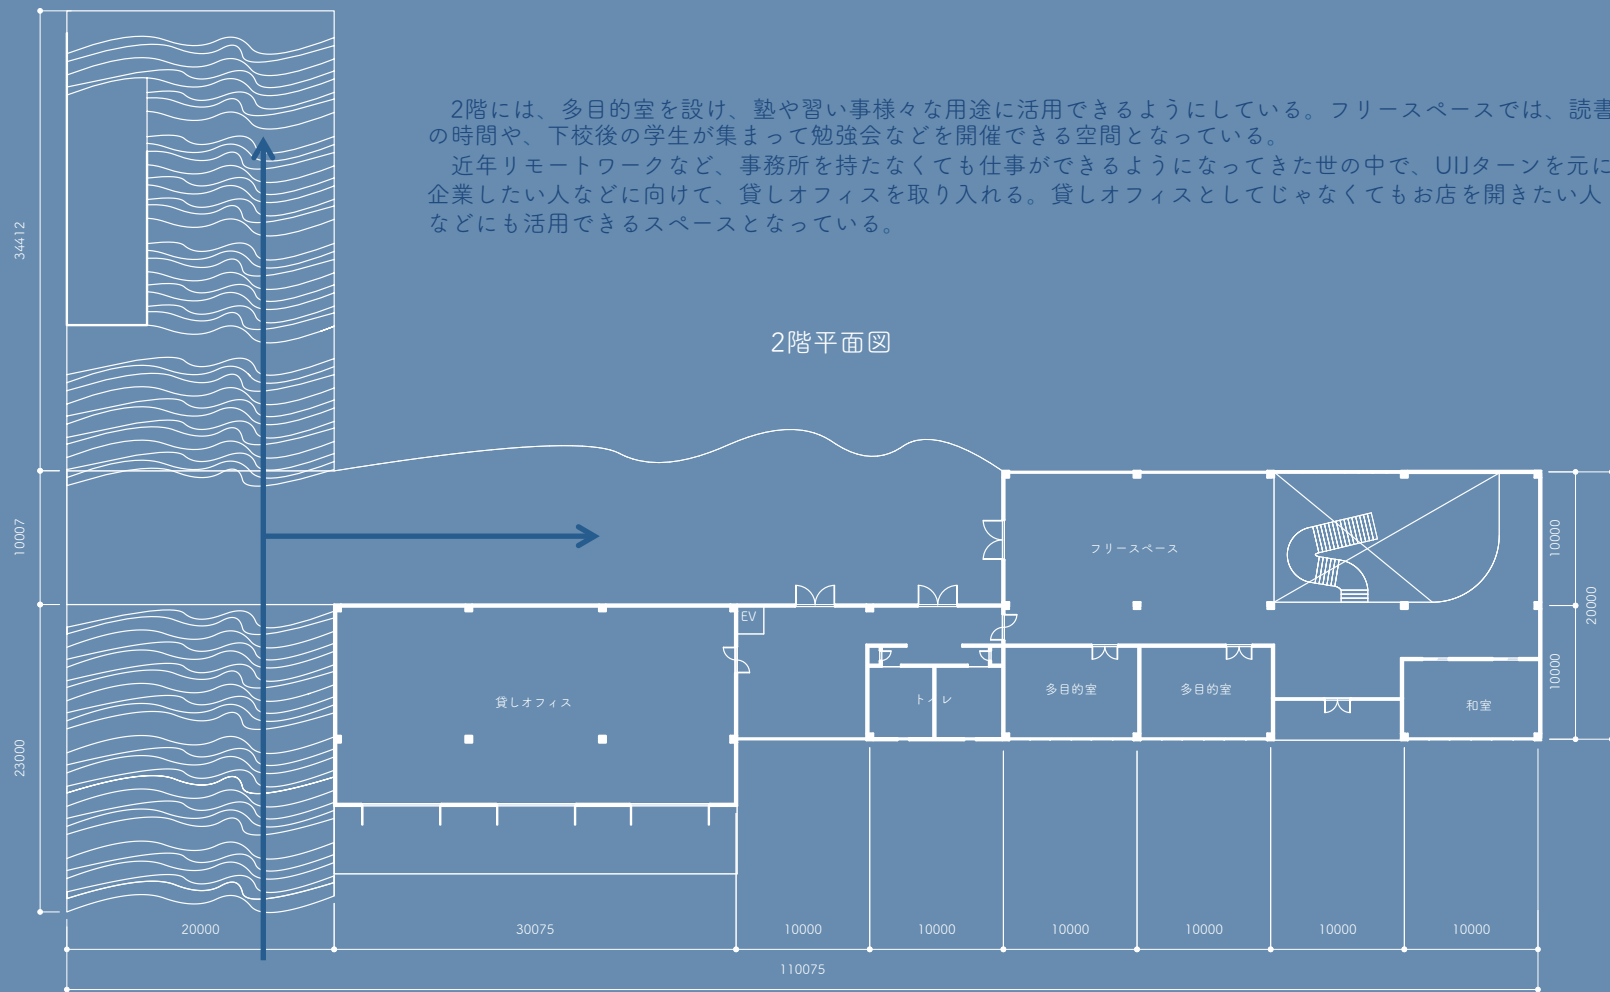 2階には、多目的室を設け、塾や習い事様々な用途に活用できるようにしている。フリースペースでは、読書
の時間や、下校後の学生が集まって勉強会などを開催できる空間となっている。
近年リモートワークなど、事務所を持たなくても仕事ができるようになってきた世の中で、UIJターンを元に
企業したい人などに向けて、貸しオフィスを取り入れる。貸しオフィスとしてじゃなくてもお店を開きたい人
などにも活用できるスペースとなっている。
34412
2階平面図
10007
フリースペース
10000
20000
EV
貸しオフィス
トイレ
多目的室
多目的室
和室
10000
23000
20000
30075
10000
10000
10000
10000
10000
10000
110075